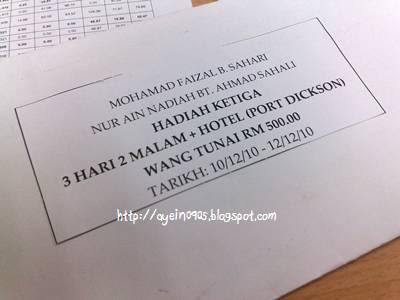 MOHAMAD FAIZAL B. SAHARI
NUR AIN NADIAH BT. AHMAD SAHALI
HADIAH KETIGA
3 HARI 2 MALAM + HOTEL (PORT DICKSON)
WANG TUNAI RM 500.00
TARIKH: 10/12/10 - 12/12/10
http://ayein0905.blogspot.com/